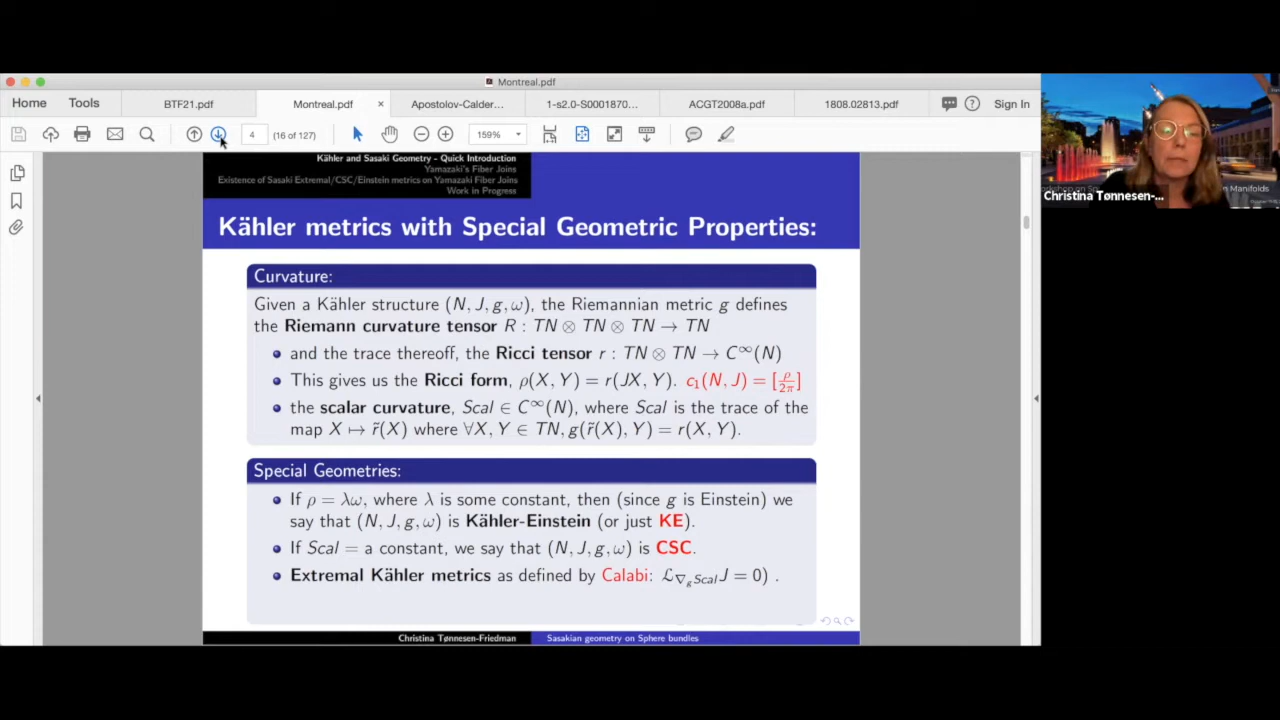 Montreal.pdf
Home
Tools
BTF21.pdf
Montreal.pdf
×
Apostolov-Calder...
1-s2.0-S0001870...
ACGT2008a.pdf
1808.02813.pdf
Sign In
4
(16 of 127)
159%
Kähler and Sasaki Geometry - Quick Introduction
Yamazaki's Fiber Joins
Existence of Sasaki Extremal/CSC/Einstein metrics on Yamazaki Fiber Joins
Work in Progress
Kähler metrics with Special Geometric Properties:
Curvature:
Given a Kähler structure (N, J, g, ω), the Riemannian metric g defines
the Riemann curvature tensor R : TN ⊗ TN ⊗ TN → TN
and the trace thereoff, the Ricci tensor r : TN ⊗ TN → C∞(N)
This gives us the Ricci form, ρ(X, Y) = r(JX, Y). c₁(N, J) = [ρ/2π]
the scalar curvature, Scal ∈ C∞(N), where Scal is the trace of the
map X ↦ r̃(X) where ∀X, Y ∈ TN, g(r̃(X), Y) = r(X, Y).
Special Geometries:
If ρ = λω, where λ is some constant, then (since g is Einstein) we
say that (N, J, g, ω) is Kähler-Einstein (or just KE).
If Scal = a constant, we say that (N, J, g, ω) is CSC.
Extremal Kähler metrics as defined by Calabi: ℒ∇gScal J = 0) .
Christina Tønnesen-Friedman
Sasakian geometry on Sphere bundles
n Manifolds
Christina Tønnesen-...